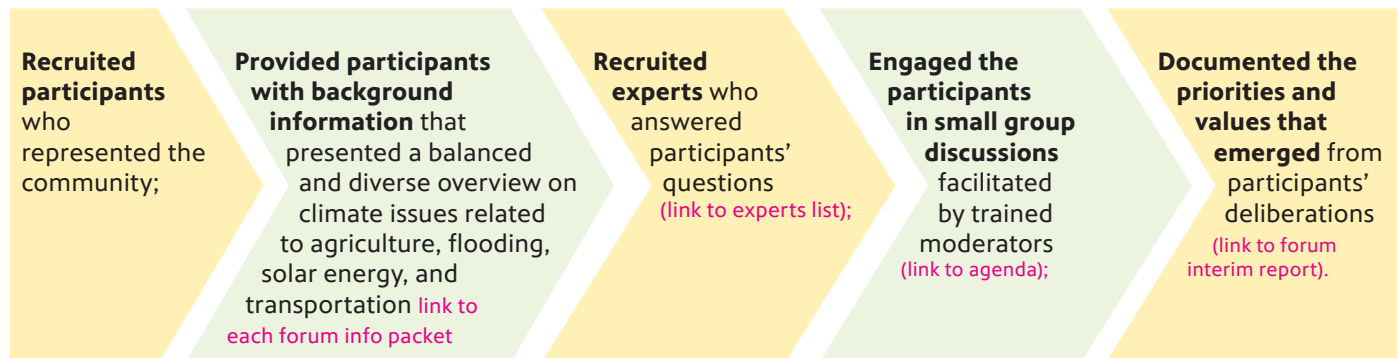 Recruited
participants
who
represented the
community;
Provided participants
with background
information that
presented a balanced
and diverse overview on
climate issues related
to agriculture, flooding,
solar energy, and
transportation link to
each forum info packet
Recruited
experts who
answered
participants’
questions
(link to experts list);
Engaged the
participants
in small group
discussions
facilitated
by trained
moderators
(link to agenda);
Documented the
priorities and
values that
emerged from
participants’
deliberations
(link to forum
interim report).